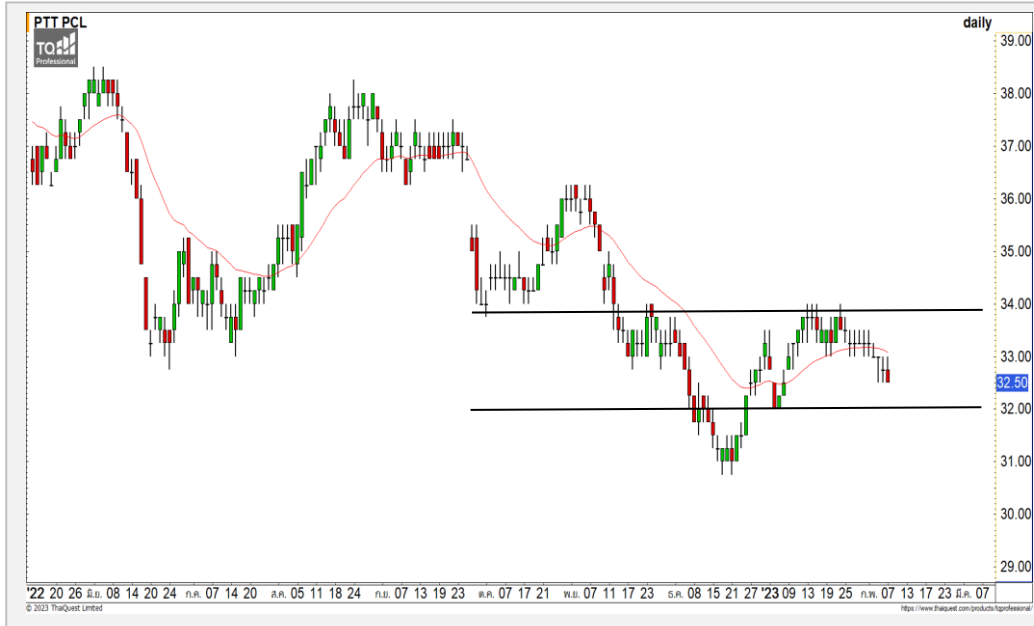 PTT PCL
daily
TQ
Professional
39.00
38.00
37.00
36.00
35.00
34.00
33.00
32.50
32.00
31.00
30.00
29.00
'22 20 26 มิ.ย. 08 14 20 24 ก.ค. 07 14 20 ส.ค. 05 11 18 24 ก.ย. 07 13 19 23 ต.ค. 07 17 21 พ.ย. 07 11 17 23 ธ.ค. 08 15 21 27 '23 09 13 19 25 ก.พ. 07 13 17 23 มี.ค. 07
© 2023 ThaiQuest Limited
https://www.thaiquest.com/products/tqprofessional/